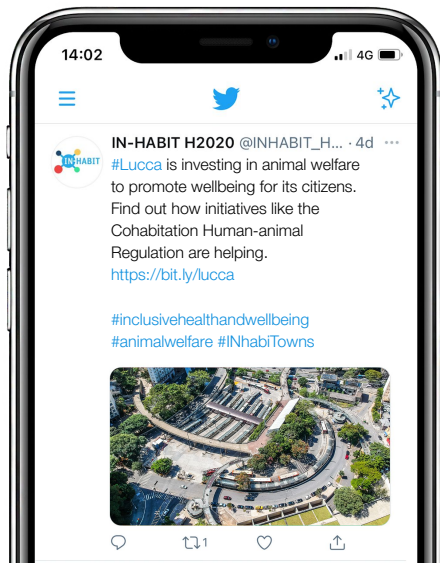 14:02
4G
IN-HABIT
IN-HABIT H2020 @INHABIT_H... · 4d
#Lucca is investing in animal welfare
to promote wellbeing for its citizens.
Find out how initiatives like the
Cohabitation Human-animal
Regulation are helping.
https://bit.ly/lucca
#inclusivehealthandwellbeing
#animalwelfare #INhabiTowns
1